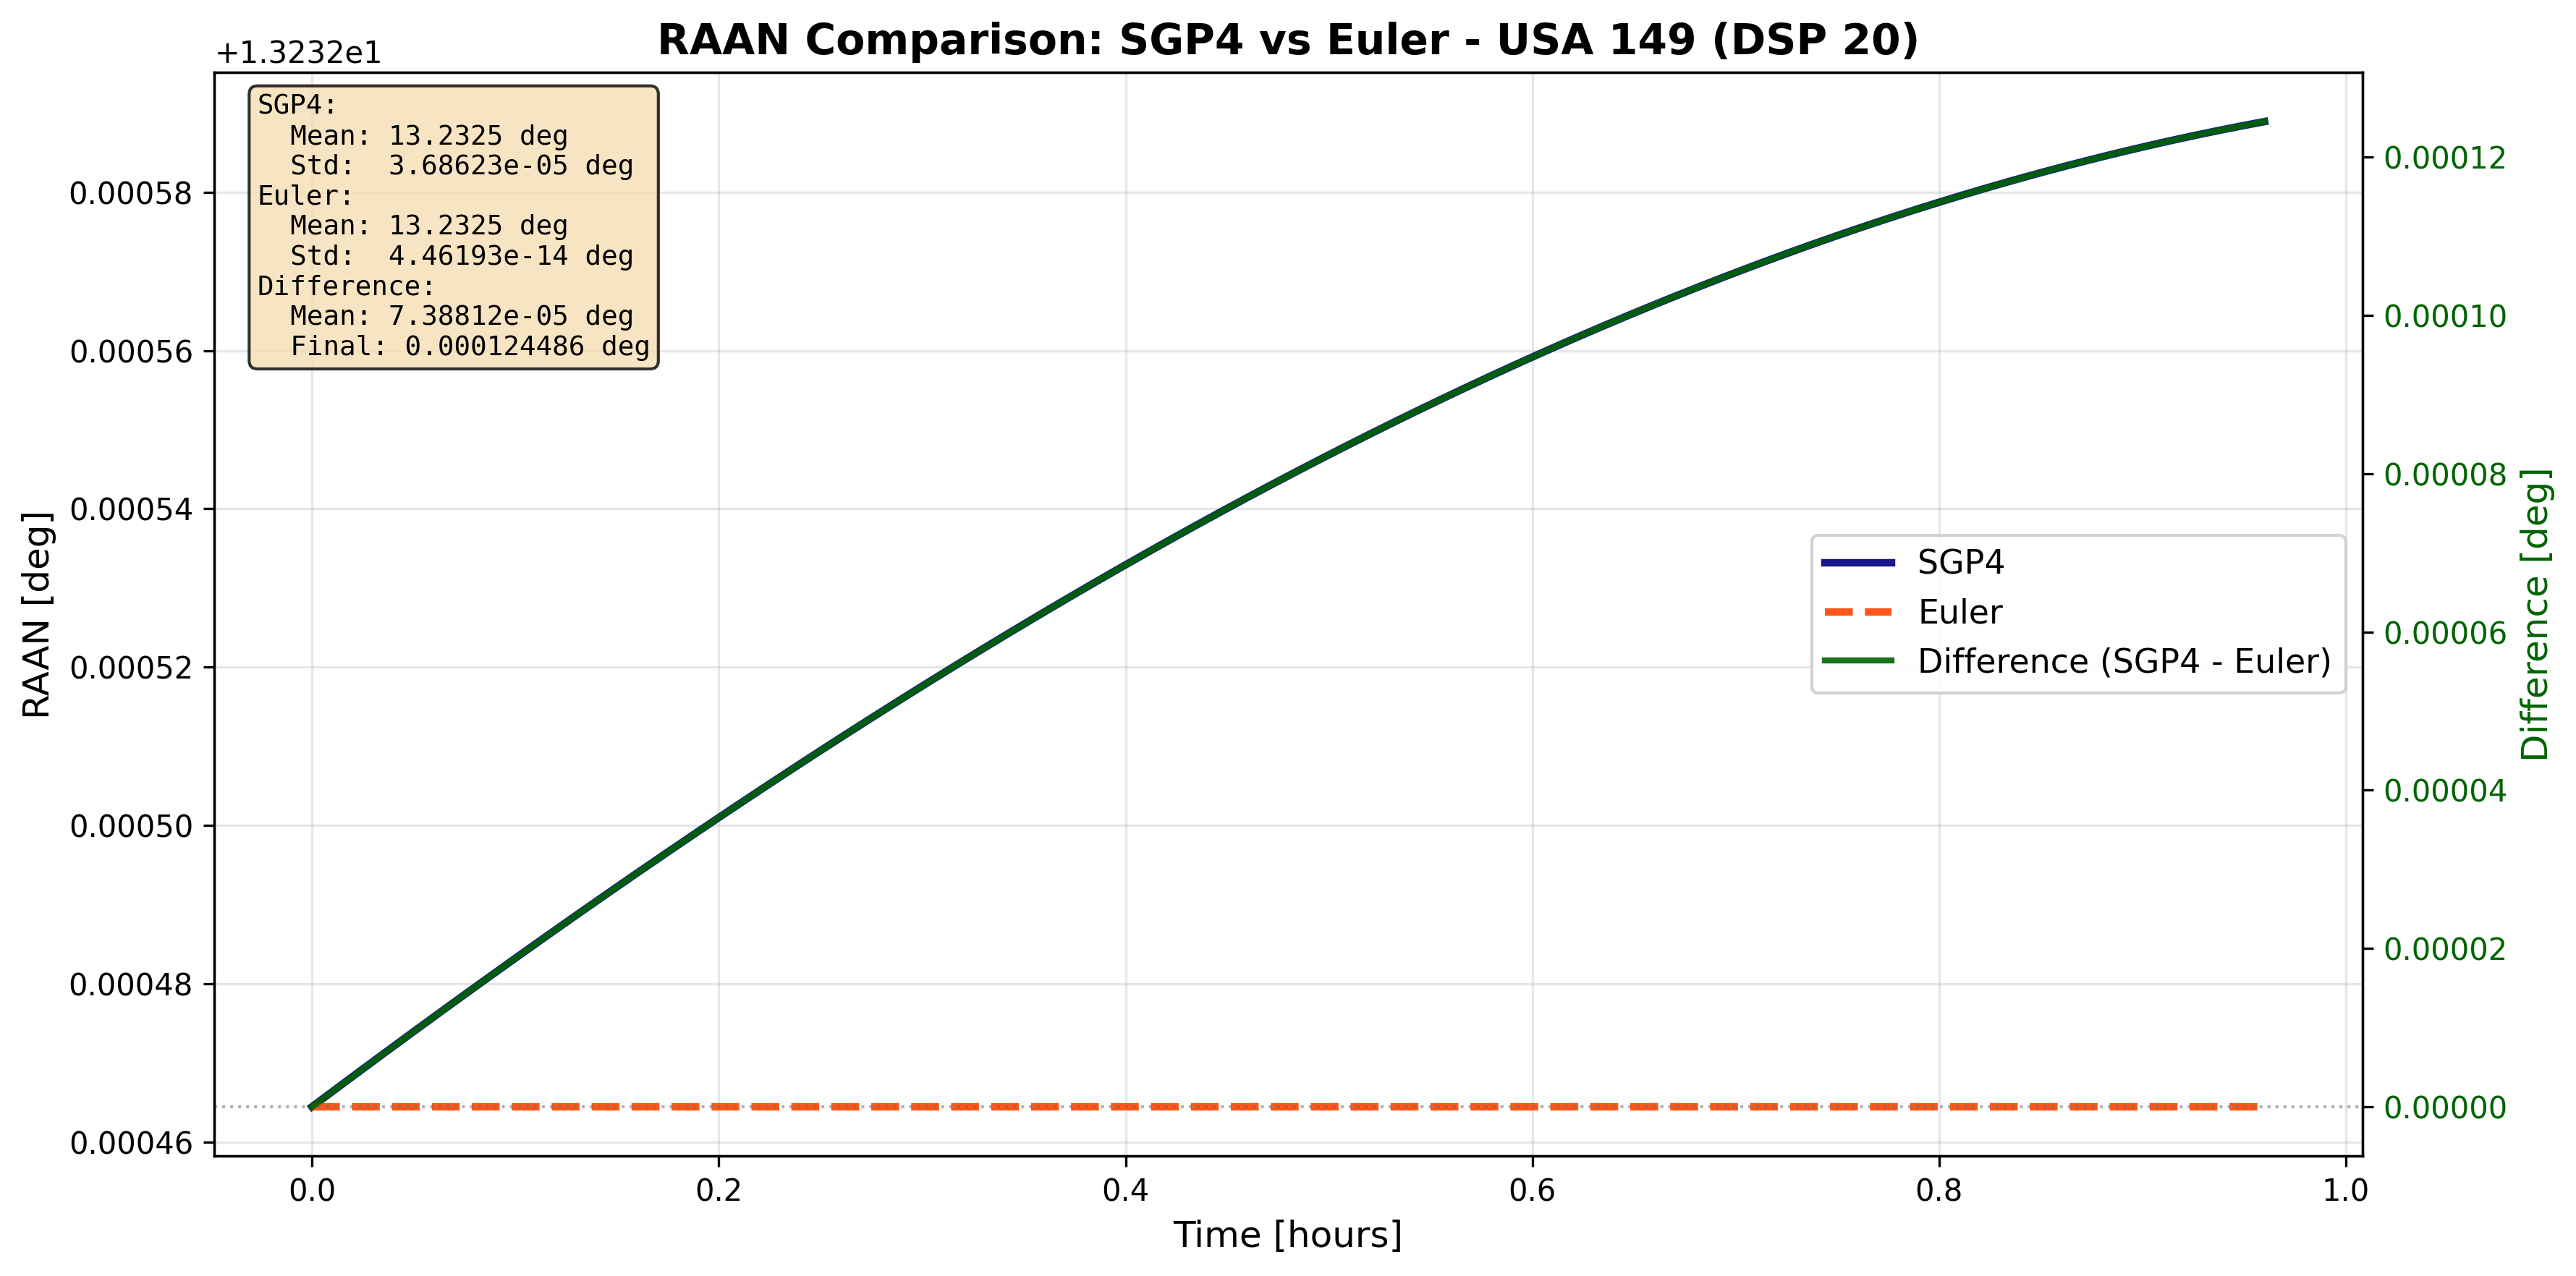 RAAN Comparison: SGP4 vs Euler - USA 149 (DSP 20)
+1.3232e1
SGP4:
Mean: 13.2325 deg
Std: 3.68623e-05 deg
Euler:
Mean: 13.2325 deg
Std: 4.46193e-14 deg
Difference:
Mean: 7.38812e-05 deg
Final: 0.000124486 deg
RAAN [deg]
0.00058
0.00056
0.00054
0.00052
0.00050
0.00048
0.00046
SGP4
Euler
Difference (SGP4 - Euler)
0.00012
0.00010
0.00008
0.00006
0.00004
0.00002
0.00000
Difference [deg]
0.0
0.2
0.4
0.6
0.8
1.0
Time [hours]